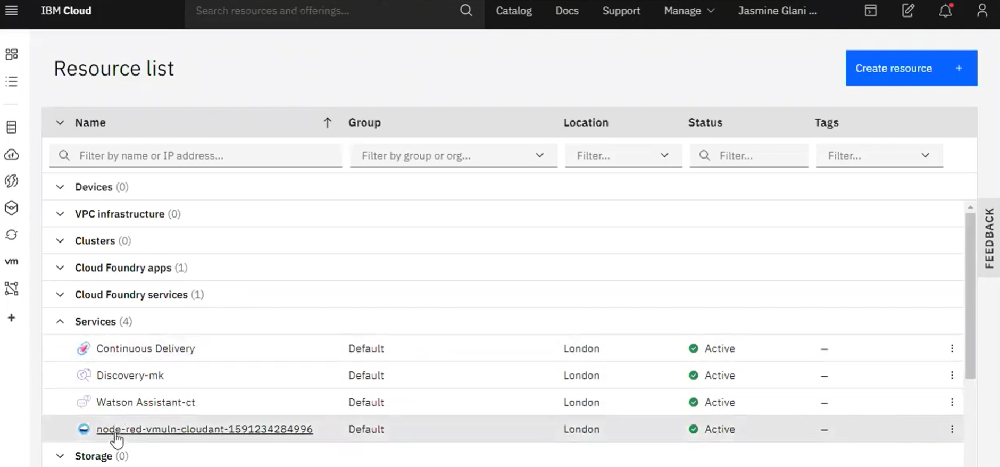 IBM Cloud
Search resources and offerings...
Catalog
Docs
Support
Manage
Jasmine Glani ...
Resource list
Create resource +
Name
Group
Location
Status
Tags
Filter by name or IP address...
Filter by group or org...
Filter...
Filter...
Filter...
Devices (0)
VPC infrastructure (0)
Clusters (0)
Cloud Foundry apps (1)
Cloud Foundry services (1)
Services (4)
Continuous Delivery Default London Active –
Discovery-mk Default London Active –
Watson Assistant-ct Default London Active –
node-red-vmuln-cloudant-1591234284996 Default London Active –
Storage (0)
FEEDBACK
cf
vm
+